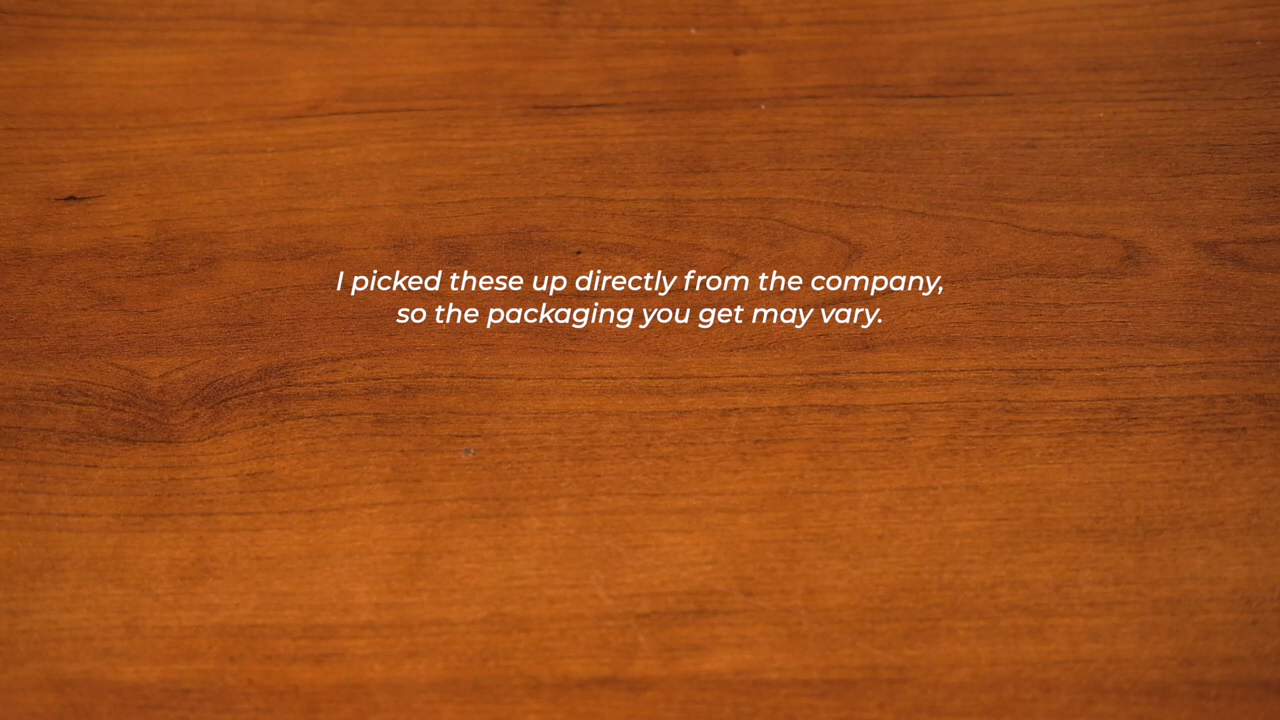 I picked these up directly from the company,
so the packaging you get may vary.